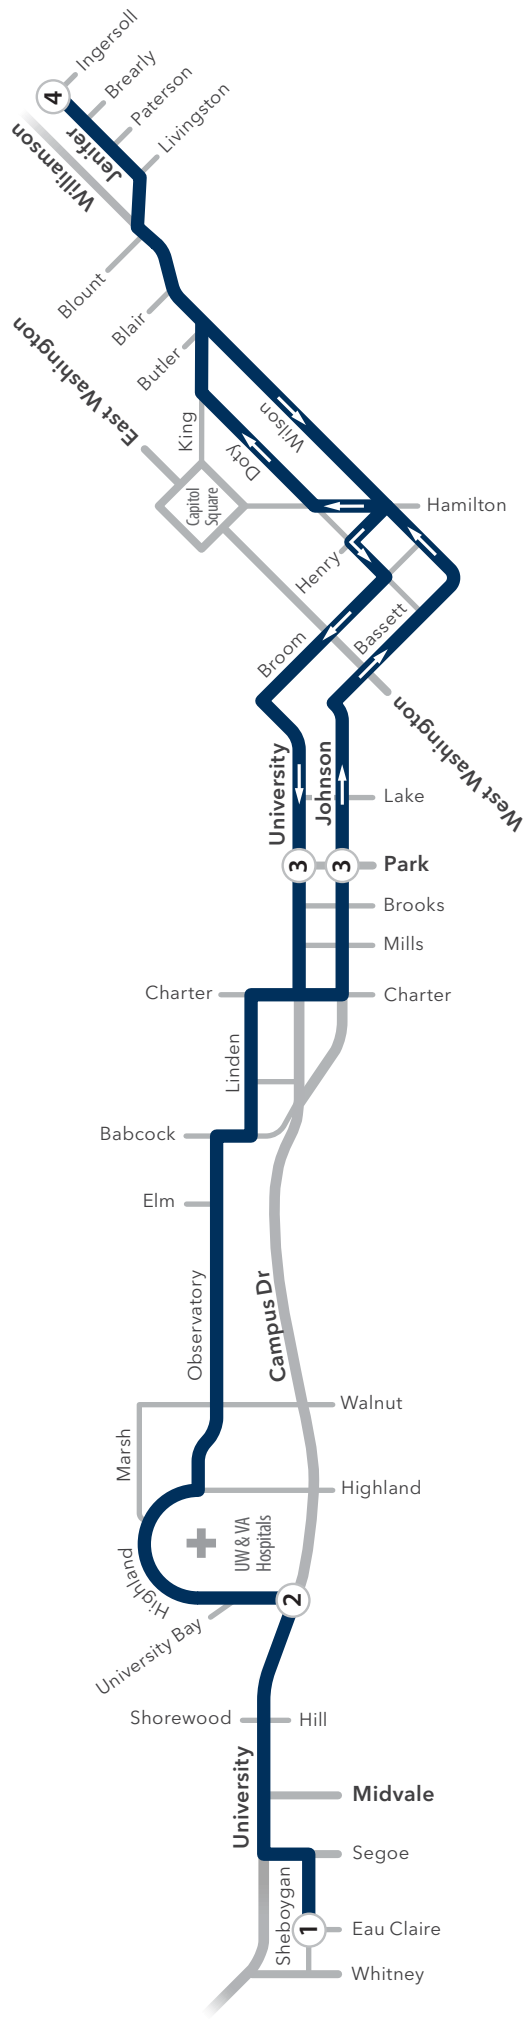 Ingersoll
4
Brearly
Paterson
Jenifer
Livingston
Williamson
Blount
Blair
Butler
East Washington
King
Doty
Wilson
Capitol
Square
Hamilton
Henry
Bassett
Broom
West Washington
University
Johnson
Lake
3
3
Park
Brooks
Mills
Charter
Charter
Linden
Babcock
Elm
Observatory
Campus Dr
Walnut
Marsh
Highland
UW & VA
Hospitals
Highland
2
University Bay
Shorewood
Hill
University
Midvale
Segoe
Sheboygan
1
Eau Claire
Whitney